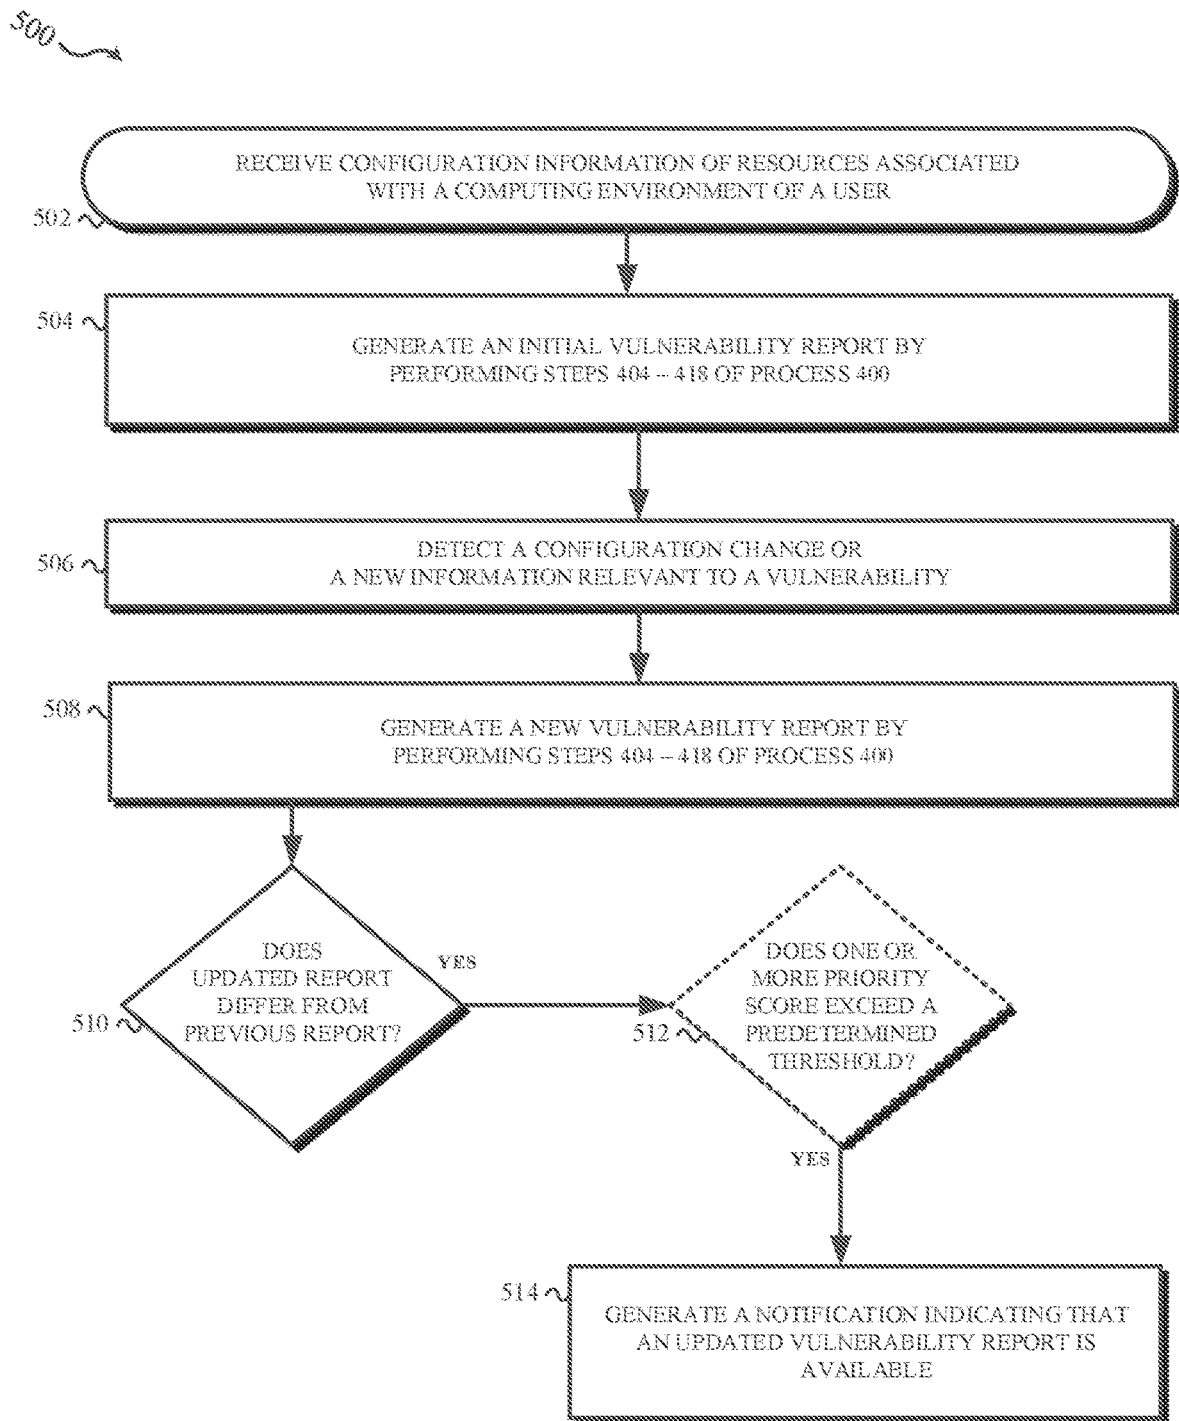 500
RECEIVE CONFIGURATION INFORMATION OF RESOURCES ASSOCIATED
WITH A COMPUTING ENVIRONMENT OF A USER
502
504
GENERATE AN INITIAL VULNERABILITY REPORT BY
PERFORMING STEPS 404 – 418 OF PROCESS 400
506
DETECT A CONFIGURATION CHANGE OR
A NEW INFORMATION RELEVANT TO A VULNERABILITY
508
GENERATE A NEW VULNERABILITY REPORT BY
PERFORMING STEPS 404 – 418 OF PROCESS 400
DOES
UPDATED REPORT
DIFFER FROM
PREVIOUS REPORT?
510
YES
DOES ONE OR
MORE PRIORITY
SCORE EXCEED A
PREDETERMINED
THRESHOLD?
512
YES
514
GENERATE A NOTIFICATION INDICATING THAT
AN UPDATED VULNERABILITY REPORT IS
AVAILABLE